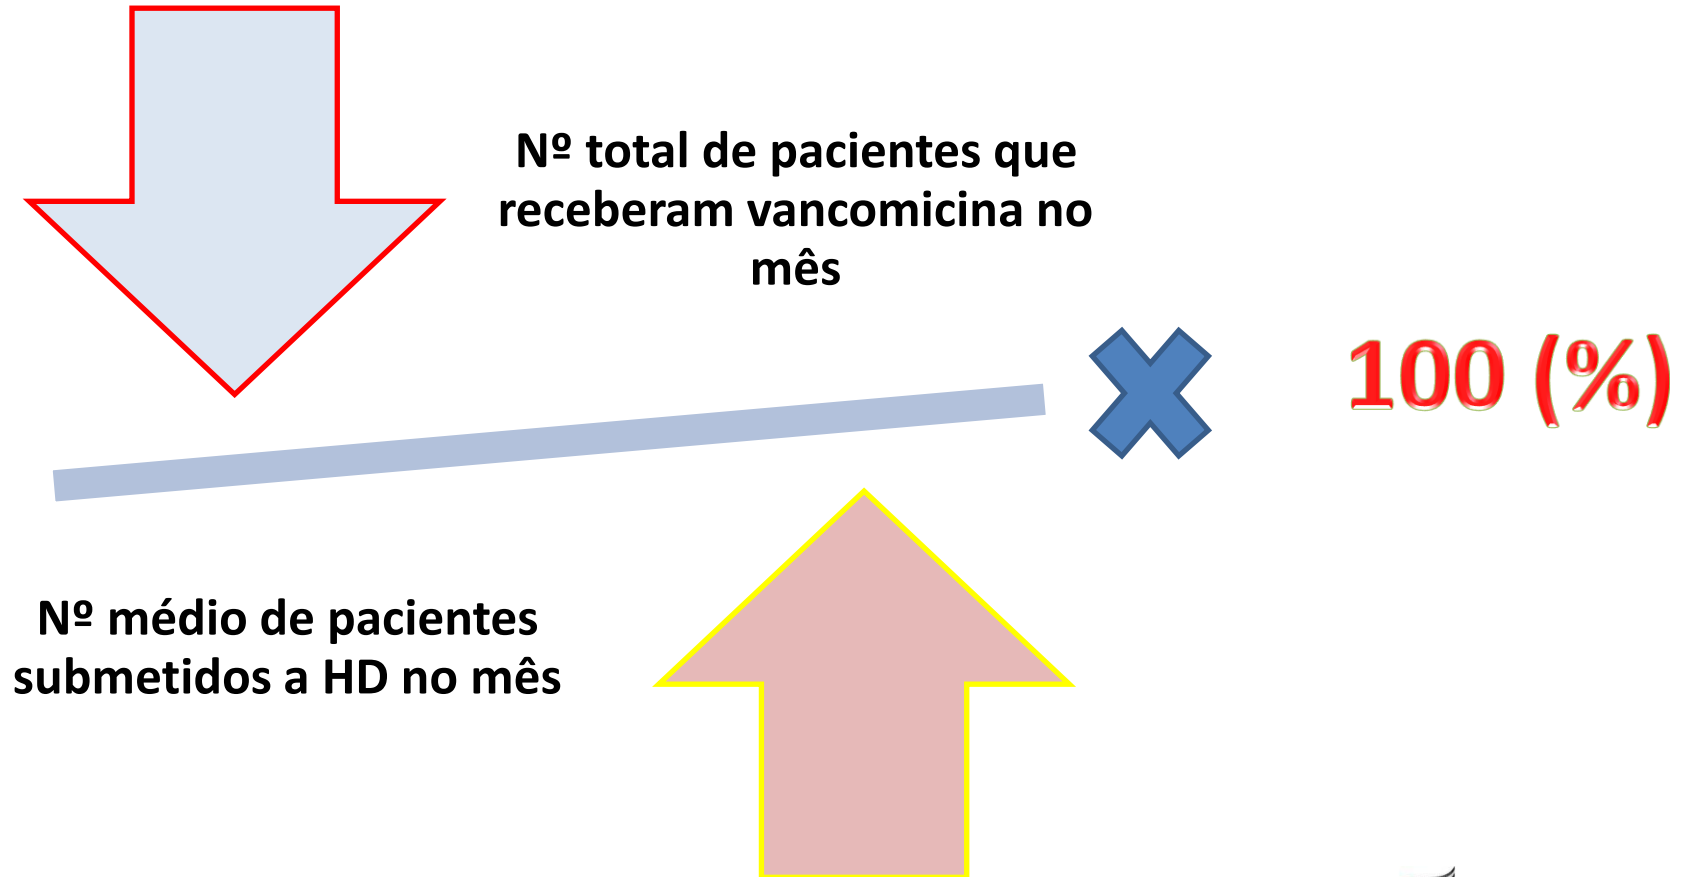 Nº total de pacientes que
receberam vancomicina no
mês
100 (%)
Nº médio de pacientes
submetidos a HD no mês